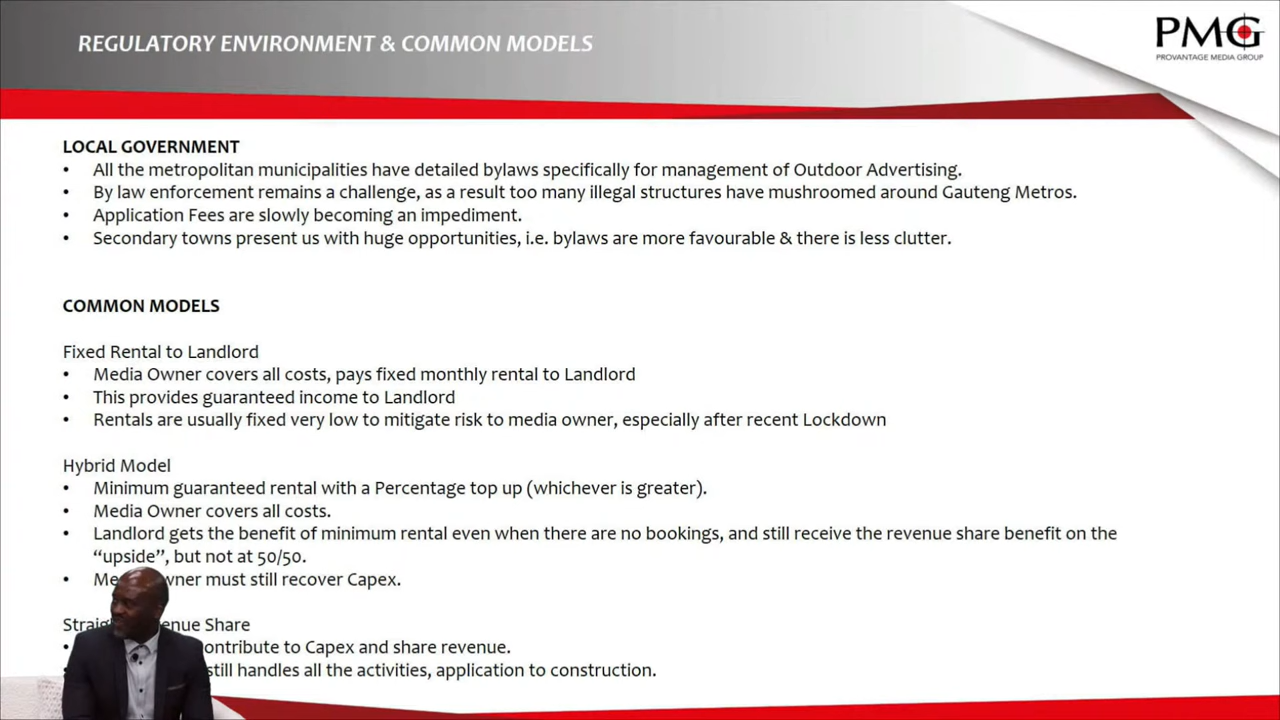 REGULATORY ENVIRONMENT & COMMON MODELS
PMG
PROVANTAGE MEDIA GROUP
LOCAL GOVERNMENT
• All the metropolitan municipalities have detailed bylaws specifically for management of Outdoor Advertising.
• By law enforcement remains a challenge, as a result too many illegal structures have mushroomed around Gauteng Metros.
• Application Fees are slowly becoming an impediment.
• Secondary towns present us with huge opportunities, i.e. bylaws are more favourable & there is less clutter.
COMMON MODELS
Fixed Rental to Landlord
• Media Owner covers all costs, pays fixed monthly rental to Landlord
• This provides guaranteed income to Landlord
• Rentals are usually fixed very low to mitigate risk to media owner, especially after recent Lockdown
Hybrid Model
• Minimum guaranteed rental with a Percentage top up (whichever is greater).
• Media Owner covers all costs.
• Landlord gets the benefit of minimum rental even when there are no bookings, and still receive the revenue share benefit on the
“upside”, but not at 50/50.
• must still recover Capex.
Share
• to Capex and share revenue.
still handles all the activities, application to construction.